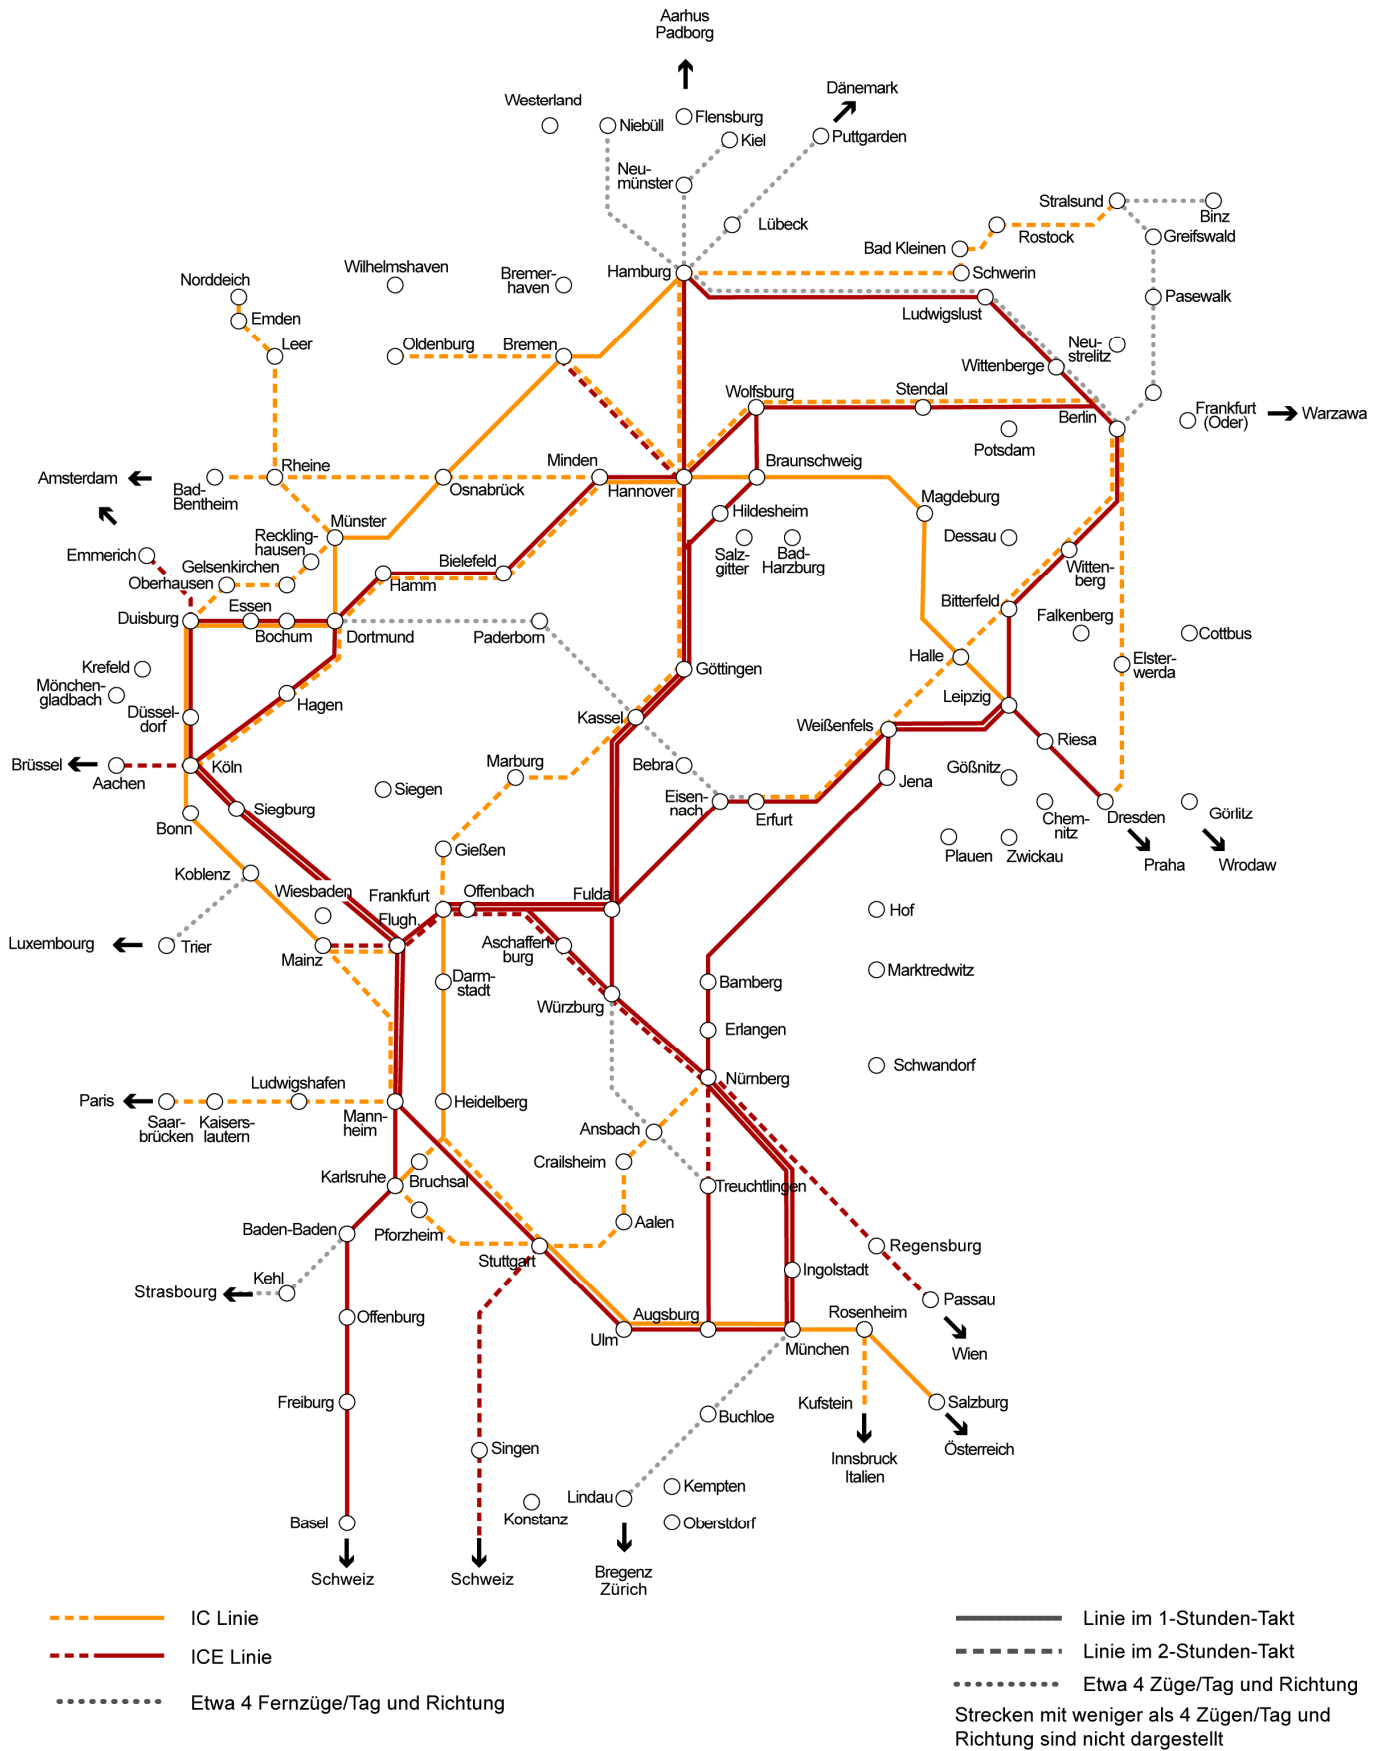 Aarhus
Padborg
Dänemark
Westerland
Niebüll
Flensburg
Kiel
Puttgarden
Neu-
münster
Lübeck
Stralsund
Binz
Rostock
Greifswald
Bad Kleinen
Hamburg
Schwerin
Wilhelmshaven
Bremer-
haven
Norddeich
Emden
Ludwigslust
Pasewalk
Leer
Oldenburg
Bremen
Neu-
strelitz
Wittenberge
Wolfsburg
Stendal
Berlin
Frankfurt
(Oder)
Warzawa
Potsdam
Amsterdam
Bad-
Bentheim
Rheine
Osnabrück
Minden
Hannover
Braunschweig
Magdeburg
Hildesheim
Münster
Reckling-
hausen
Emmerich
Gelsenkirchen
Oberhausen
Bielefeld
Hamm
Salz-
gitter
Bad-
Harzburg
Dessau
Witten-
berg
Bitterfeld
Falkenberg
Cottbus
Duisburg
Essen
Bochum
Dortmund
Paderborn
Halle
Elster-
werda
Krefeld
Mönchen-
gladbach
Göttingen
Leipzig
Düssel-
dorf
Hagen
Kassel
Weißenfels
Riesa
Brüssel
Aachen
Köln
Marburg
Bebra
Gößnitz
Jena
Siegen
Eisen-
nach
Erfurt
Siegburg
Bonn
Chem-
nitz
Dresden
Görlitz
Gießen
Plauen
Zwickau
Praha
Wrodaw
Koblenz
Wiesbaden
Frankfurt
Offenbach
Fulda
Flugh.
Hof
Luxembourg
Trier
Mainz
Aschaffen-
burg
Marktredwitz
Darm-
stadt
Bamberg
Würzburg
Erlangen
Schwandorf
Nürnberg
Paris
Saar-
brücken
Kaisers-
lautern
Ludwigshafen
Mann-
heim
Heidelberg
Ansbach
Crailsheim
Karlsruhe
Bruchsal
Treuchtlingen
Pforzheim
Aalen
Baden-Baden
Stuttgart
Regensburg
Strasbourg
Kehl
Ingolstadt
Passau
Offenburg
Augsburg
Ulm
München
Rosenheim
Wien
Freiburg
Buchloe
Kufstein
Salzburg
Österreich
Singen
Innsbruck
Italien
Kempten
Lindau
Konstanz
Oberstdorf
Basel
Schweiz
Schweiz
Bregenz
Zürich
IC Linie
ICE Linie
Etwa 4 Fernzüge/Tag und Richtung
Linie im 1-Stunden-Takt
Linie im 2-Stunden-Takt
Etwa 4 Züge/Tag und Richtung
Strecken mit weniger als 4 Zügen/Tag und
Richtung sind nicht dargestellt